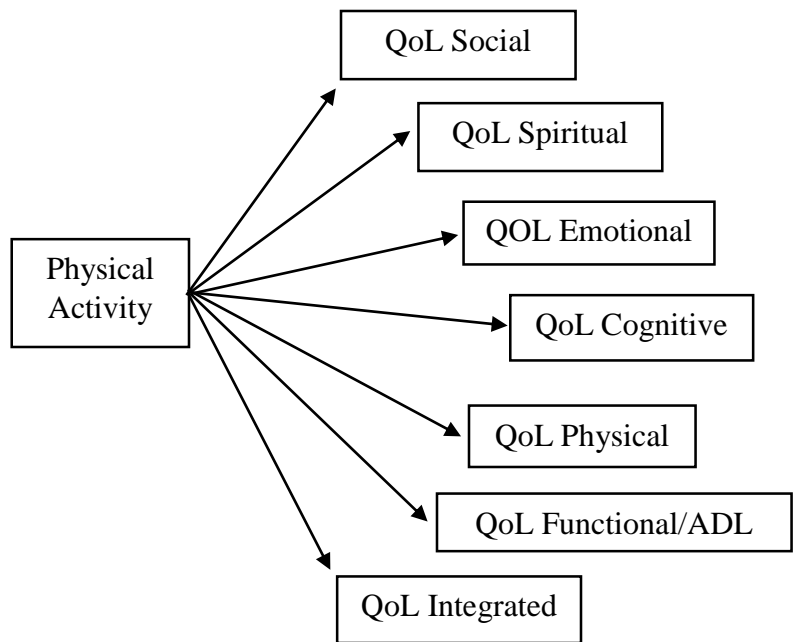 QoL Social
QoL Spiritual
QOL Emotional
Physical
Activity
QoL Cognitive
QoL Physical
QoL Functional/ADL
QoL Integrated